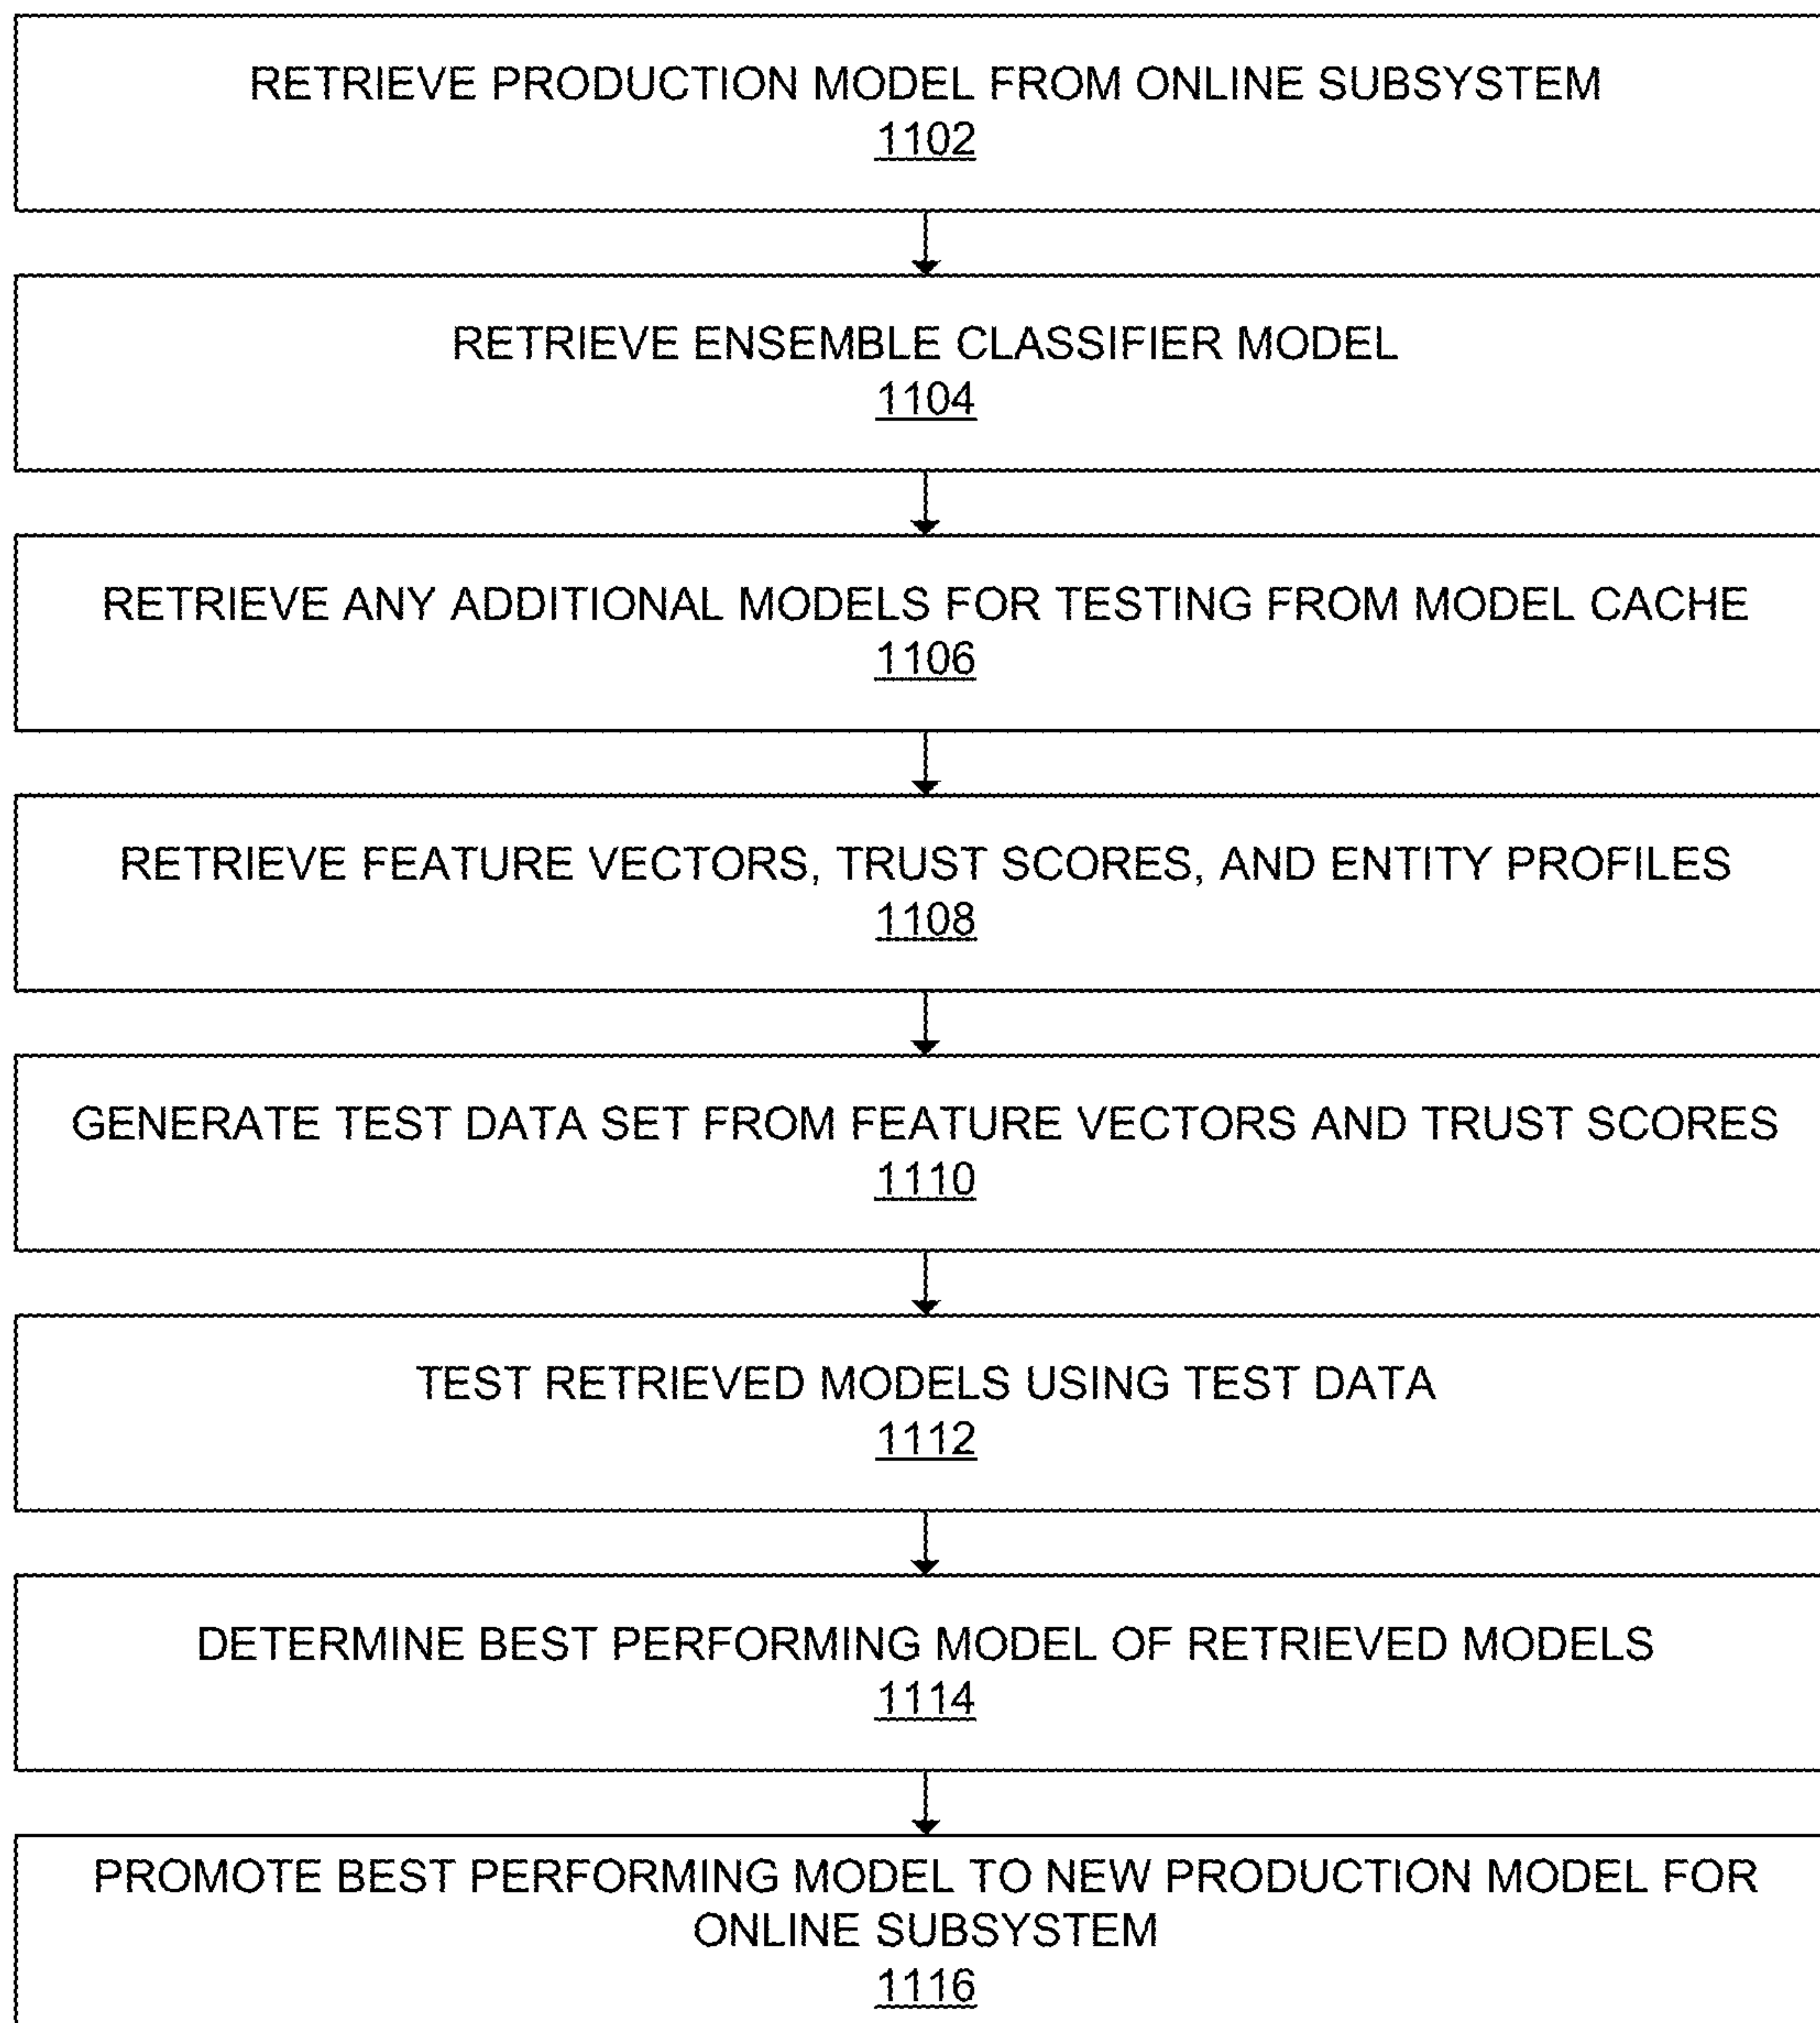 RETRIEVE PRODUCTION MODEL FROM ONLINE SUBSYSTEM
1102
RETRIEVE ENSEMBLE CLASSIFIER MODEL
1104
RETRIEVE ANY ADDITIONAL MODELS FOR TESTING FROM MODEL CACHE
1106
RETRIEVE FEATURE VECTORS, TRUST SCORES, AND ENTITY PROFILES
1108
GENERATE TEST DATA SET FROM FEATURE VECTORS AND TRUST SCORES
1110
TEST RETRIEVED MODELS USING TEST DATA
1112
DETERMINE BEST PERFORMING MODEL OF RETRIEVED MODELS
1114
PROMOTE BEST PERFORMING MODEL TO NEW PRODUCTION MODEL FOR
ONLINE SUBSYSTEM
1116